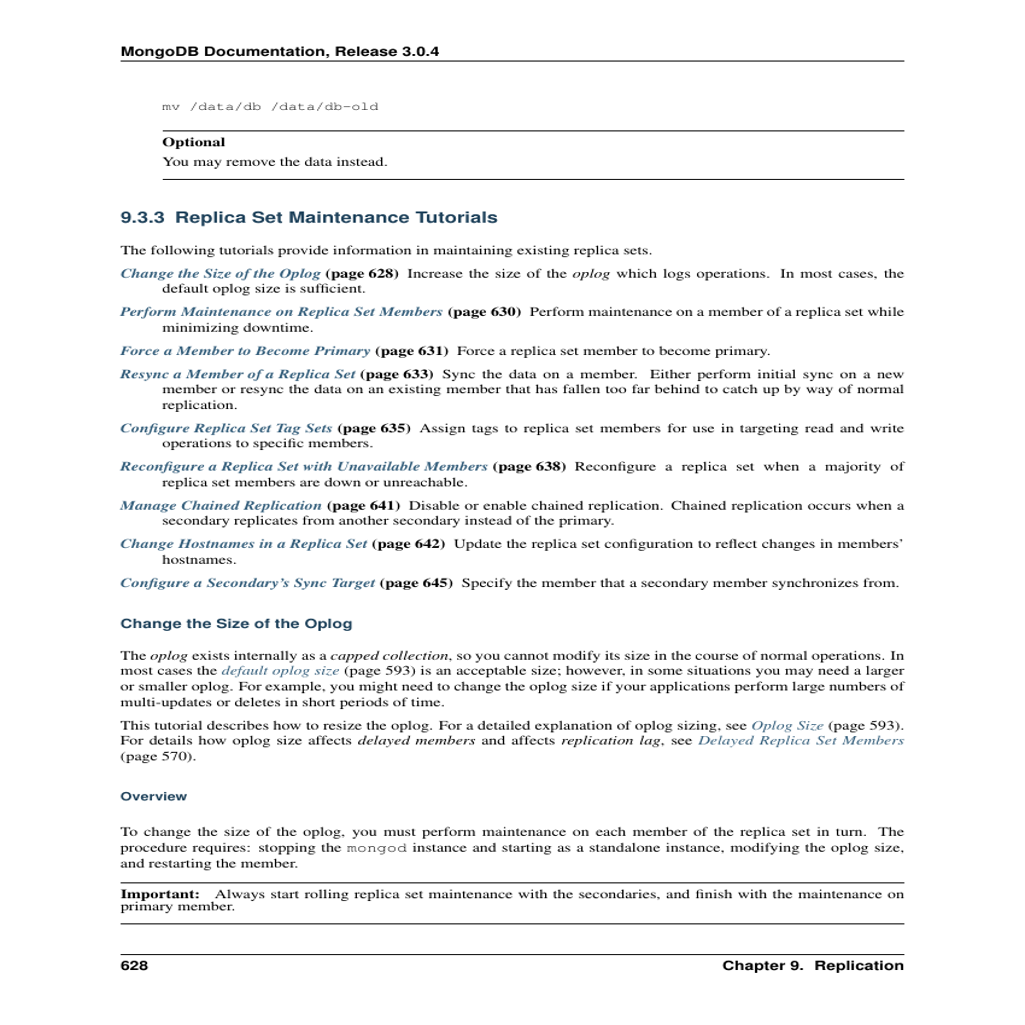 MongoDB Documentation, Release 3.0.4
mv /data/db /data/db-old
Optional
You may remove the data instead.
9.3.3 Replica Set Maintenance Tutorials
The following tutorials provide information in maintaining existing replica sets.
Change the Size of the Oplog (page 628) Increase the size of the oplog which logs operations. In most cases, the
default oplog size is sufficient.
Perform Maintenance on Replica Set Members (page 630) Perform maintenance on a member of a replica set while
minimizing downtime.
Force a Member to Become Primary (page 631) Force a replica set member to become primary.
Resync a Member of a Replica Set (page 633) Sync the data on a member. Either perform initial sync on a new
member or resync the data on an existing member that has fallen too far behind to catch up by way of normal
replication.
Configure Replica Set Tag Sets (page 635) Assign tags to replica set members for use in targeting read and write
operations to specific members.
Reconfigure a Replica Set with Unavailable Members (page 638) Reconfigure a replica set when a majority of
replica set members are down or unreachable.
Manage Chained Replication (page 641) Disable or enable chained replication. Chained replication occurs when a
secondary replicates from another secondary instead of the primary.
Change Hostnames in a Replica Set (page 642) Update the replica set configuration to reflect changes in members’
hostnames.
Configure a Secondary’s Sync Target (page 645) Specify the member that a secondary member synchronizes from.
Change the Size of the Oplog
The oplog exists internally as a capped collection, so you cannot modify its size in the course of normal operations. In
most cases the default oplog size (page 593) is an acceptable size; however, in some situations you may need a larger
or smaller oplog. For example, you might need to change the oplog size if your applications perform large numbers of
multi-updates or deletes in short periods of time.
This tutorial describes how to resize the oplog. For a detailed explanation of oplog sizing, see Oplog Size (page 593).
For details how oplog size affects delayed members and affects replication lag, see Delayed Replica Set Members
(page 570).
Overview
To change the size of the oplog, you must perform maintenance on each member of the replica set in turn. The
procedure requires: stopping the mongod instance and starting as a standalone instance, modifying the oplog size,
and restarting the member.
Important: Always start rolling replica set maintenance with the secondaries, and finish with the maintenance on
primary member.
628
Chapter 9. Replication